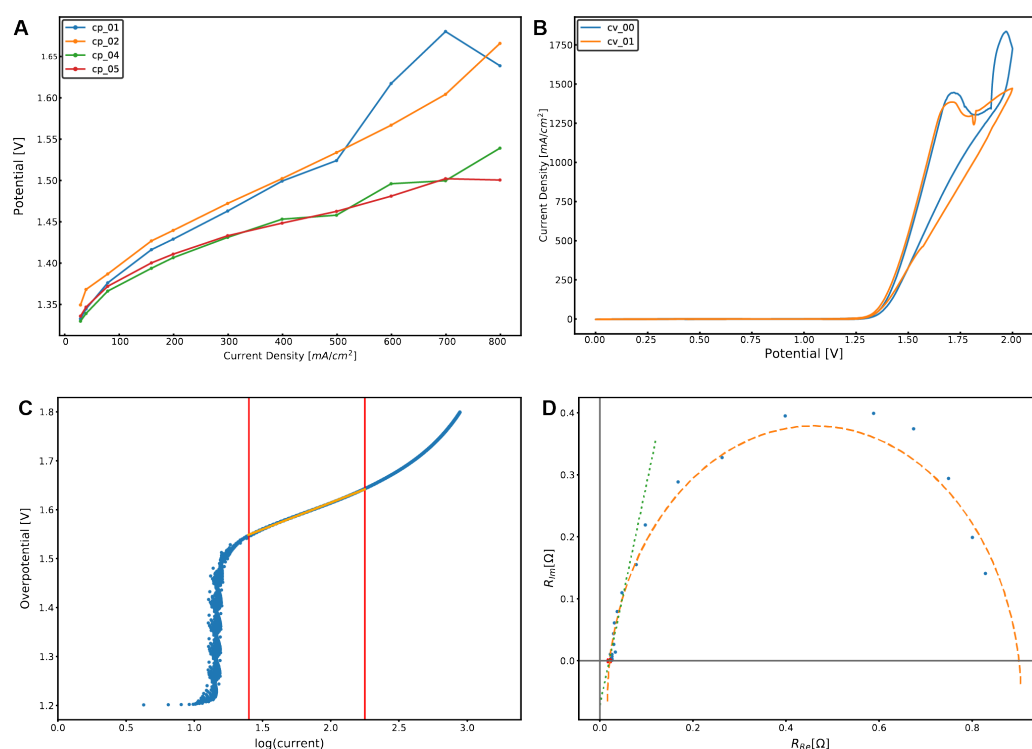 A
cp_01
cp_02
cp_04
cp_05
Potential [V]
1.65
1.60
1.55
1.50
1.45
1.40
1.35
0 100 200 300 400 500 600 700 800
Current Density [mA/cm²]
B
cv_00
cv_01
Current Density [mA/cm²]
1750
1500
1250
1000
750
500
250
0
0.00 0.25 0.50 0.75 1.00 1.25 1.50 1.75 2.00
Potential [V]
C
Overpotential [V]
1.8
1.7
1.6
1.5
1.4
1.3
1.2
0.0 0.5 1.0 1.5 2.0 2.5 3.0
log(current)
D
R_Im[Ω]
0.4
0.3
0.2
0.1
0.0
0.0 0.2 0.4 0.6 0.8
R_Re[Ω]